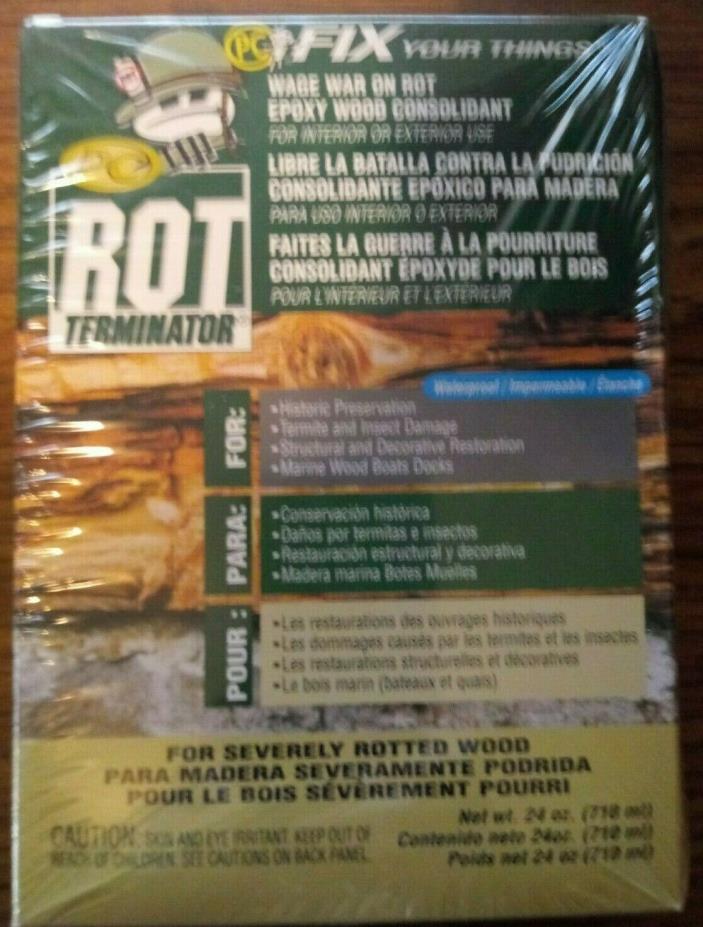 PC FIX YOUR THINGS
WAGE WAR ON ROT
EPOXY WOOD CONSOLIDANT
FOR INTERIOR OR EXTERIOR USE
LIBRE LA BATALLA CONTRA LA PUDRICIÓN
CONSOLIDANTE EPÓXICO PARA MADERA
PARA USO INTERIOR O EXTERIOR
FAITES LA GUERRE À LA POURRITURE
CONSOLIDANT ÉPOXYDE POUR LE BOIS
POUR L'INTÉRIEUR ET L'EXTÉRIEUR
PC
ROT
TERMINATOR®
Waterproof / Impermeable / Étanche
FOR:
▪Historic Preservation
▪Termite and Insect Damage
▪Structural and Decorative Restoration
▪Marine Wood Boats Docks
PARA:
▪Conservación histórica
▪Daños por termitas e insectos
▪Restauración estructural y decorativa
▪Madera marina Botes Muelles
POUR :
▪Les restaurations des ouvrages historiques
▪Les dommages causés par les termites et les insectes
▪Les restaurations structurelles et décoratives
▪Le bois marin (bateaux et quais)
FOR SEVERELY ROTTED WOOD
PARA MADERA SEVERAMENTE PODRIDA
POUR LE BOIS SÉVÈREMENT POURRI
CAUTION: SKIN AND EYE IRRITANT. KEEP OUT OF
REACH OF CHILDREN. SEE CAUTIONS ON BACK PANEL.
Net wt. 24 oz. (710 ml)
Contenido neto 24oz. (710 ml)
Poids net 24 oz (710 ml)